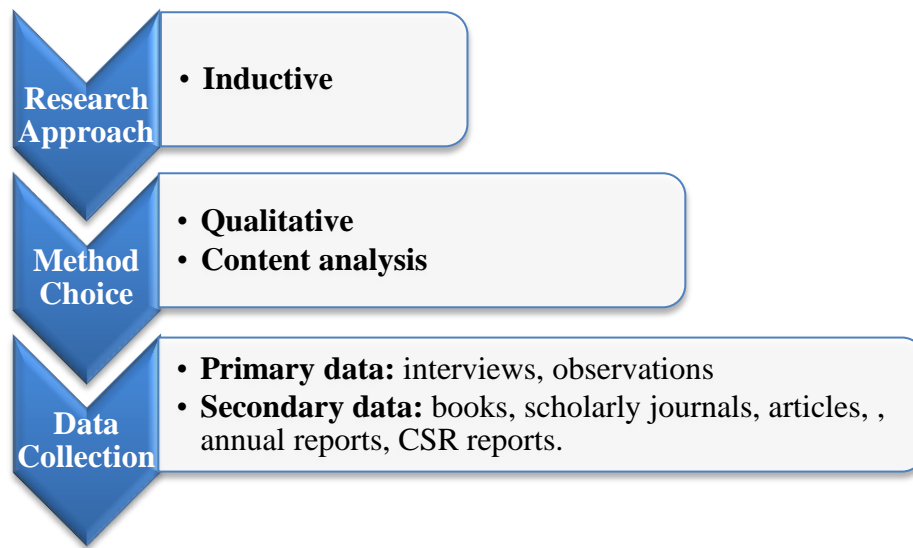 Research
Approach
• Inductive
Method
Choice
• Qualitative
• Content analysis
Data
Collection
• Primary data: interviews, observations
• Secondary data: books, scholarly journals, articles, ,
annual reports, CSR reports.